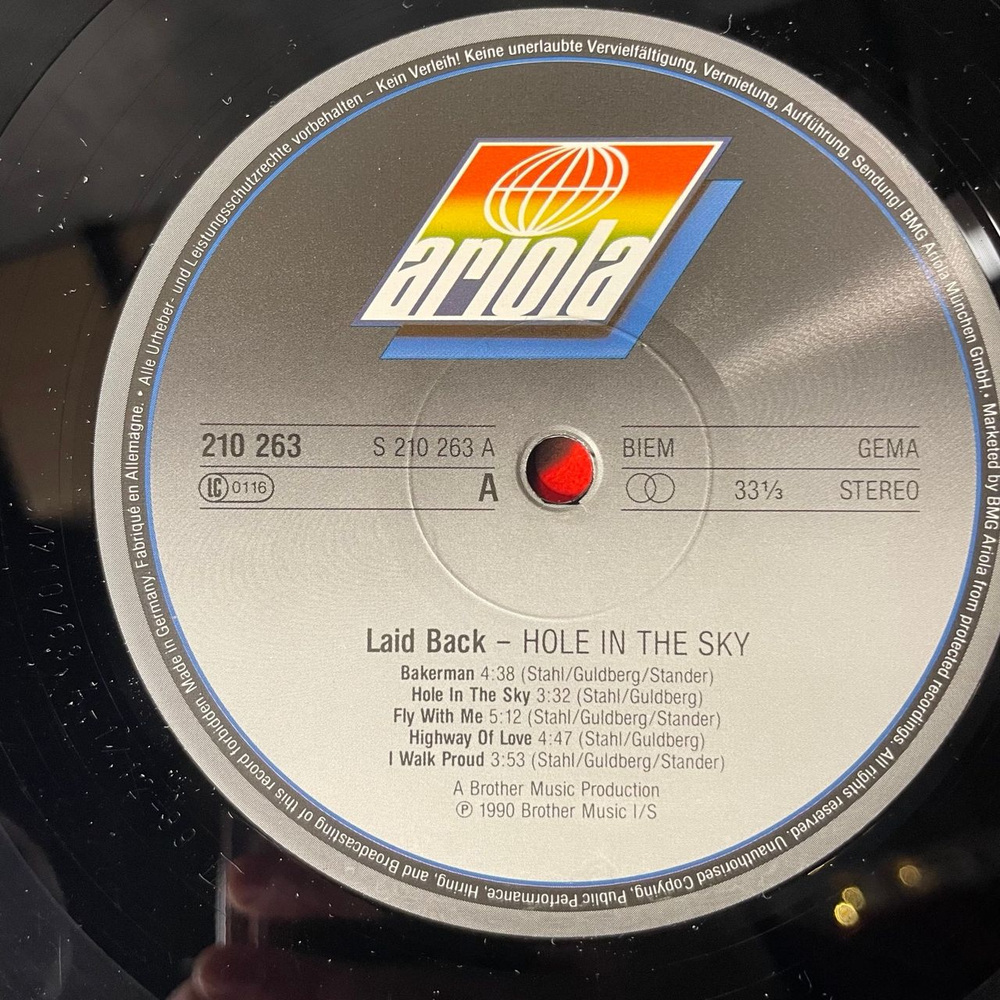 • Alle Urheber- und Leistungsschutzrechte vorbehalten – Kein Verleih! Keine unerlaubte Vervielfältigung, Vermietung, Aufführung, Sendung! BMG Ariola München GmbH. • Marketed by BMG Ariola from protected recordings. All rights reserved. Unauthorised Copying, Public Performance, Hiring, and Broadcasting of this record forbidden. Made in Germany. Fabriqué en Allemagne.
ariola
210 263 S 210 263 A BIEM GEMA
LC 0116 A 33⅓ STEREO
Laid Back – HOLE IN THE SKY
Bakerman 4:38 (Stahl/Guldberg/Stander)
Hole In The Sky 3:32 (Stahl/Guldberg)
Fly With Me 5:12 (Stahl/Guldberg/Stander)
Highway Of Love 4:47 (Stahl/Guldberg)
I Walk Proud 3:53 (Stahl/Guldberg/Stander)
A Brother Music Production
℗ 1990 Brother Music I/S